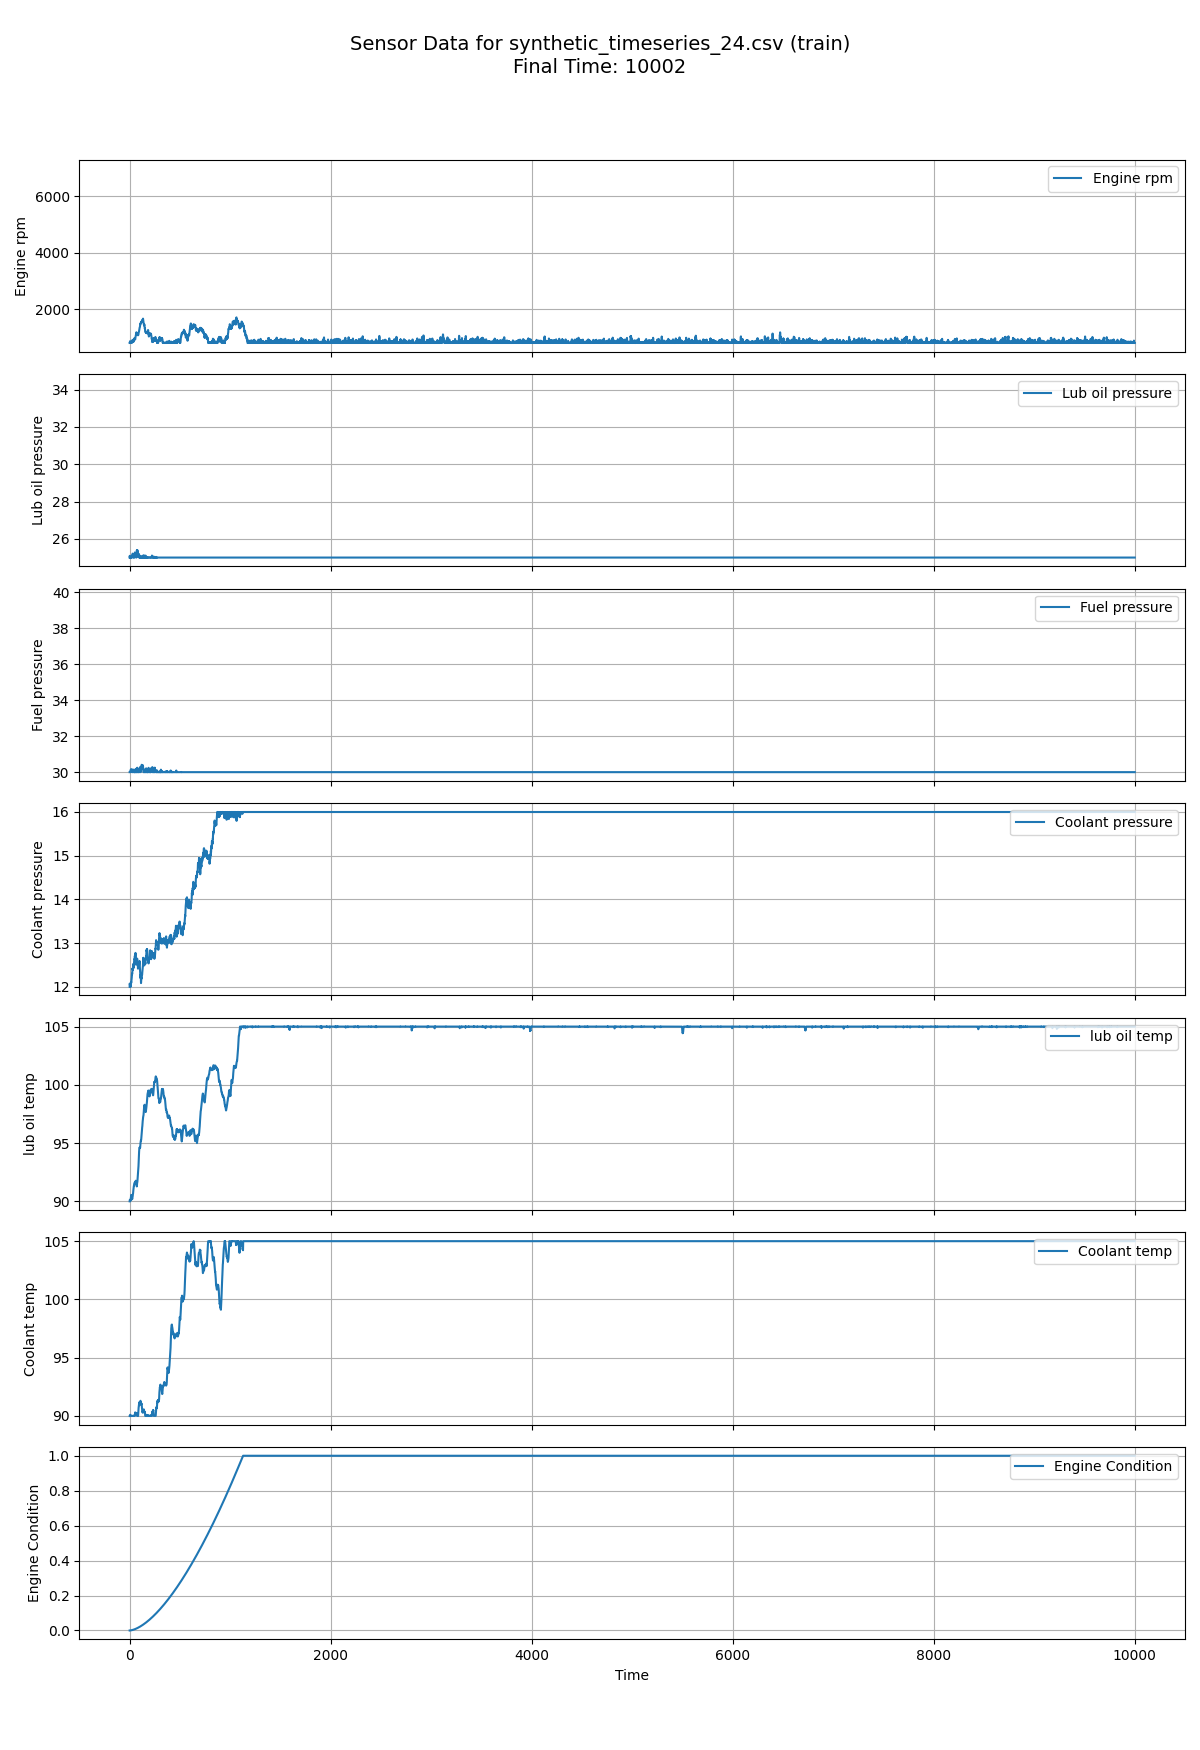 Sensor Data for synthetic_timeseries_24.csv (train)
Final Time: 10002
Engine rpm
6000
4000
2000
Engine rpm
Lub oil pressure
34
32
30
28
26
Lub oil pressure
Fuel pressure
40
38
36
34
32
30
Fuel pressure
Coolant pressure
16
15
14
13
12
Coolant pressure
lub oil temp
105
100
95
90
lub oil temp
Coolant temp
105
100
95
90
Coolant temp
Engine Condition
1.0
0.8
0.6
0.4
0.2
0.0
Engine Condition
0 2000 4000 6000 8000 10000
Time